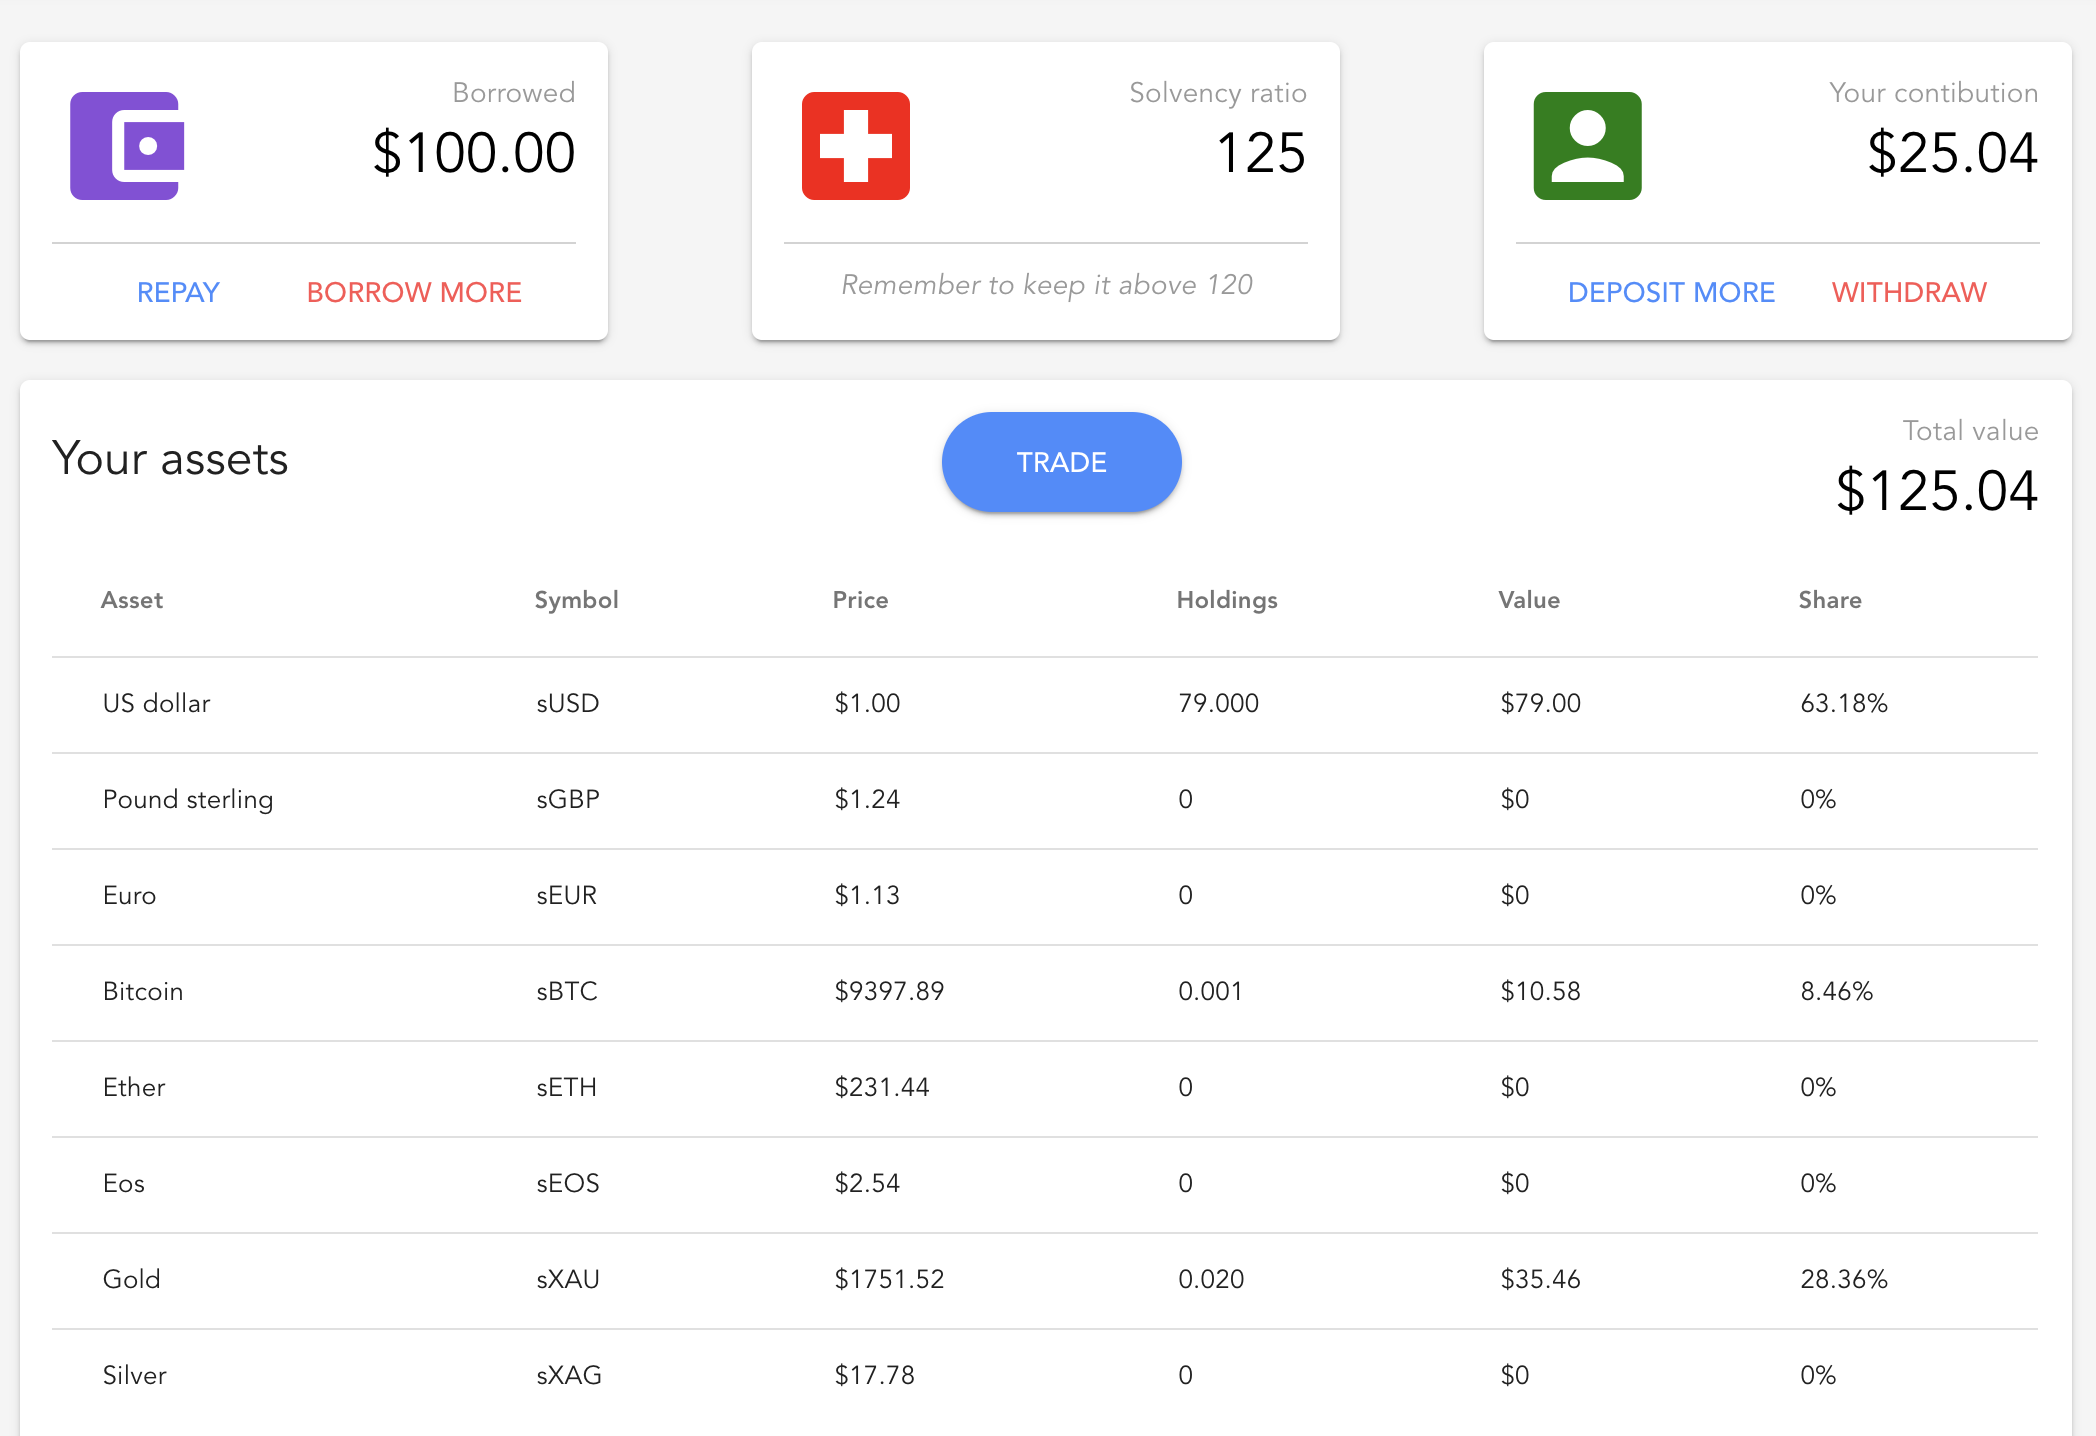 Borrowed
$100.00
REPAY BORROW MORE
Solvency ratio
125
Remember to keep it above 120
Your contibution
$25.04
DEPOSIT MORE WITHDRAW
Your assets
TRADE
Total value
$125.04
Asset Symbol Price Holdings Value Share
US dollar sUSD $1.00 79.000 $79.00 63.18%
Pound sterling sGBP $1.24 0 $0 0%
Euro sEUR $1.13 0 $0 0%
Bitcoin sBTC $9397.89 0.001 $10.58 8.46%
Ether sETH $231.44 0 $0 0%
Eos sEOS $2.54 0 $0 0%
Gold sXAU $1751.52 0.020 $35.46 28.36%
Silver sXAG $17.78 0 $0 0%